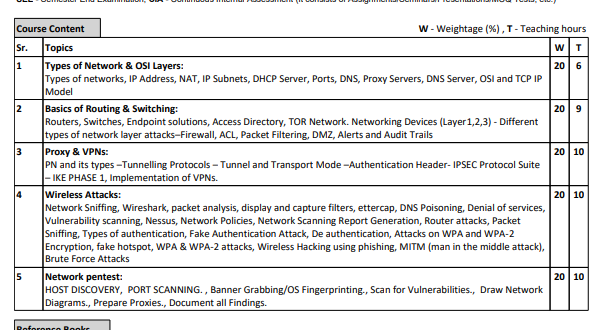 SEE - Semester End Examination, CIA - Continuous Internal Assessment (It consists of Assignments/Seminars/Presentations/MCQ Tests, etc.)
Course Content
W - Weightage (%) , T - Teaching hours
Sr. Topics W T
1 Types of Network & OSI Layers: 20 6
Types of networks, IP Address, NAT, IP Subnets, DHCP Server, Ports, DNS, Proxy Servers, DNS Server, OSI and TCP IP
Model
2 Basics of Routing & Switching: 20 9
Routers, Switches, Endpoint solutions, Access Directory, TOR Network. Networking Devices (Layer1,2,3) - Different
types of network layer attacks–Firewall, ACL, Packet Filtering, DMZ, Alerts and Audit Trails
3 Proxy & VPNs: 20 10
PN and its types –Tunnelling Protocols – Tunnel and Transport Mode –Authentication Header- IPSEC Protocol Suite
– IKE PHASE 1, Implementation of VPNs.
4 Wireless Attacks: 20 10
Network Sniffing, Wireshark, packet analysis, display and capture filters, ettercap, DNS Poisoning, Denial of services,
Vulnerability scanning, Nessus, Network Policies, Network Scanning Report Generation, Router attacks, Packet
Sniffing, Types of authentication, Fake Authentication Attack, De authentication, Attacks on WPA and WPA-2
Encryption, fake hotspot, WPA & WPA-2 attacks, Wireless Hacking using phishing, MITM (man in the middle attack),
Brute Force Attacks
5 Network pentest: 20 10
HOST DISCOVERY, PORT SCANNING. , Banner Grabbing/OS Fingerprinting., Scan for Vulnerabilities., Draw Network
Diagrams., Prepare Proxies., Document all Findings.
Reference Books